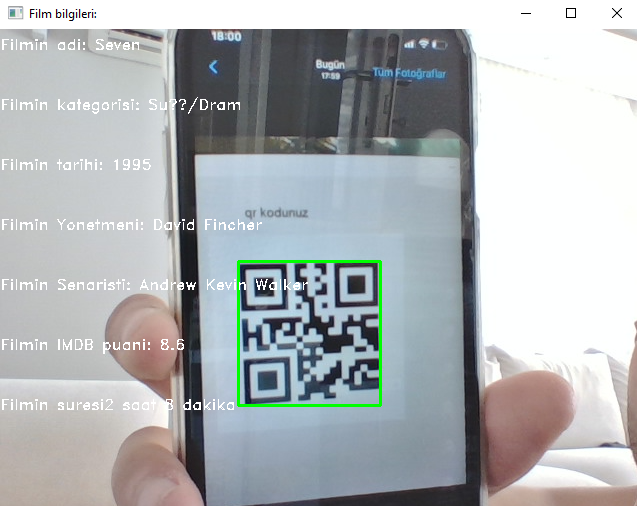 Film bilgileri:
18:00
Filmin adi: Seven
Bugün
17:59
Tüm Fotoğraflar
Filmin kategorisi: Su??/Dram
Filmin tarihi: 1995
qr kodunuz
Filmin Yonetmeni: David Fincher
Filmin Senaristi: Andrew Kevin Walker
Filmin IMDB puani: 8.6
Filmin suresi2 saat 8 dakika